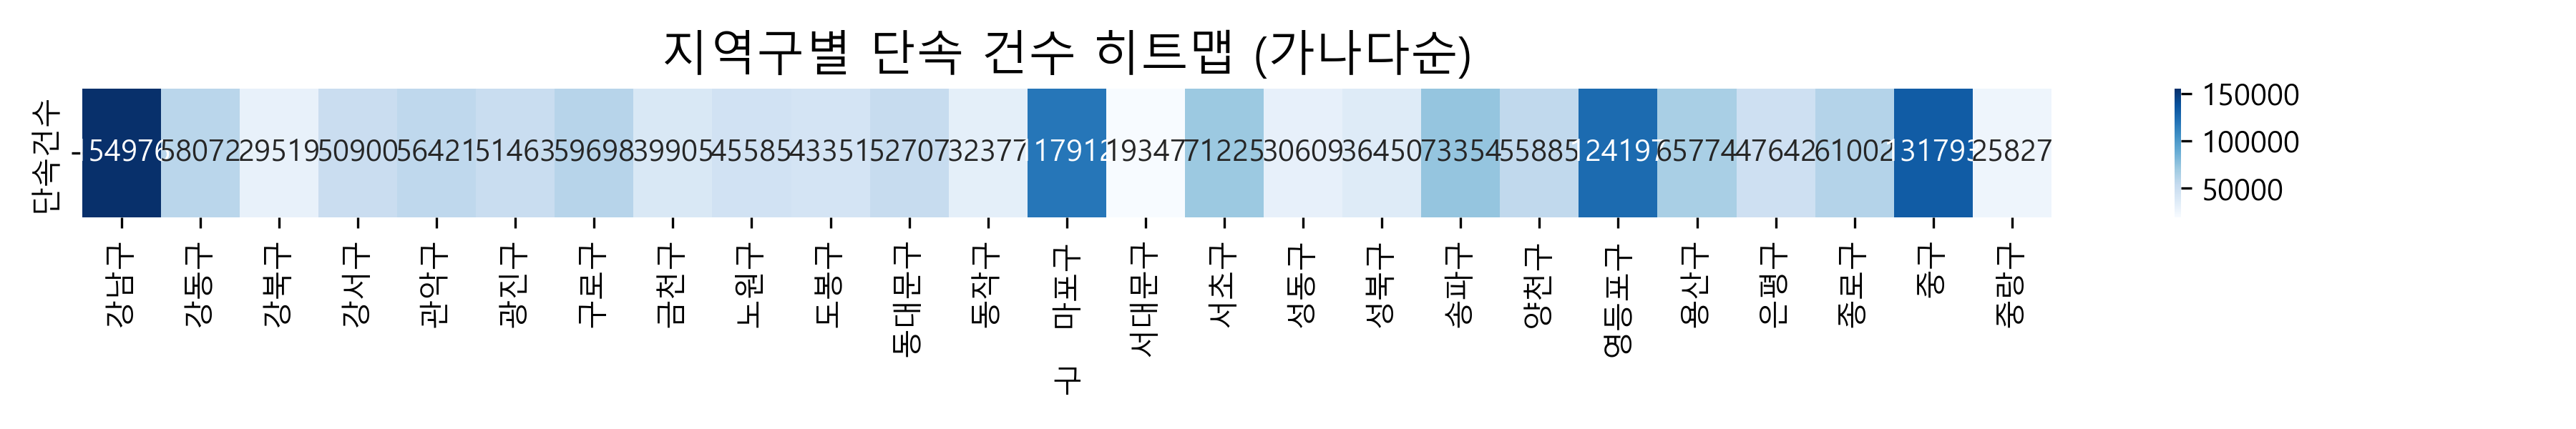 지역구별 단속 건수 히트맵 (가나다순)
단속건수
154976 58072 29519 50900 56421 51463 59698 39905 45585 43351 52707 32377 117912 19347 71225 30609 36450 73354 55885 124197 65774 47642 61002 131793 25827
강남구
강동구
강북구
강서구
관악구
광진구
구로구
금천구
노원구
도봉구
동대문구
동작구
구 마포구
서대문구
서초구
성동구
성북구
송파구
양천구
영등포구
용산구
은평구
종로구
중구
중랑구
150000
100000
50000